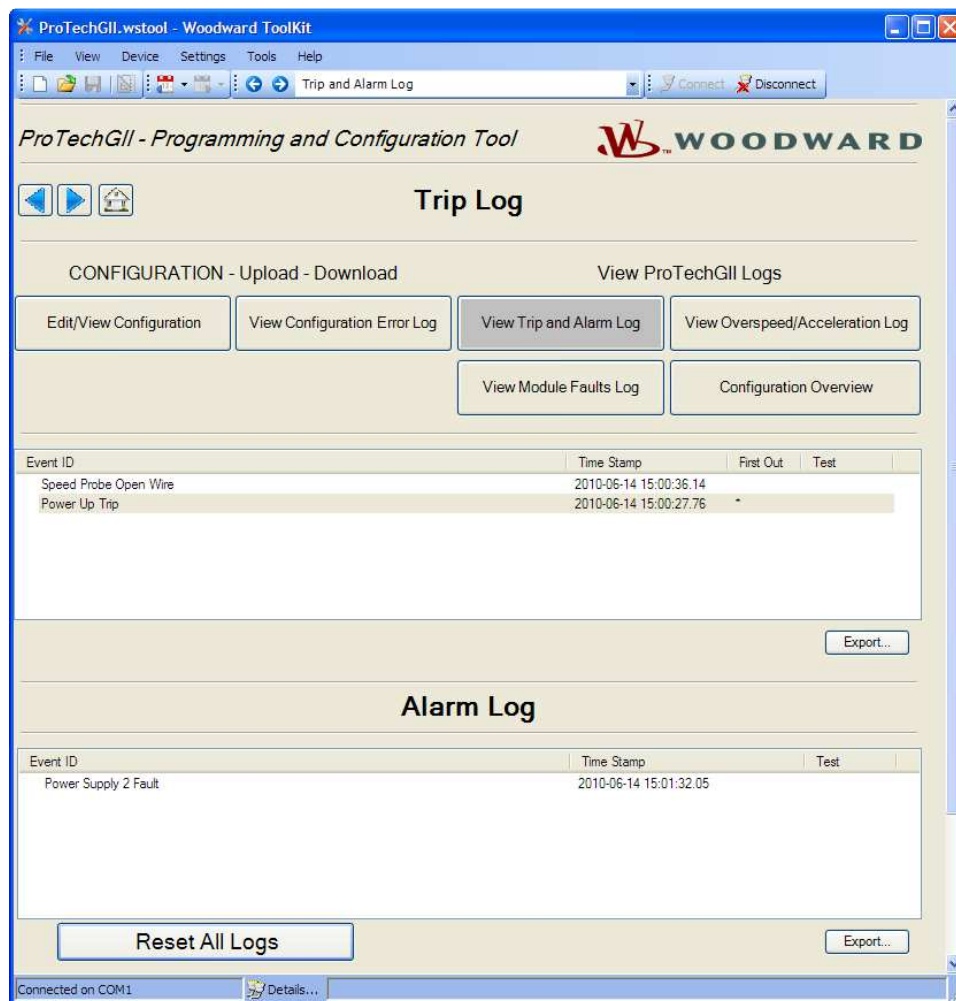 ProTechGII.wstool - Woodward ToolKit
File View Device Settings Tools Help
Trip and Alarm Log Connect Disconnect
ProTechGII - Programming and Configuration Tool
WOODWARD
Trip Log
CONFIGURATION - Upload - Download View ProTechGII Logs
Edit/View Configuration View Configuration Error Log View Trip and Alarm Log View Overspeed/Acceleration Log
View Module Faults Log Configuration Overview
Event ID Time Stamp First Out Test
Speed Probe Open Wire 2010-06-14 15:00:36.14
Power Up Trip 2010-06-14 15:00:27.76 *
Export...
Alarm Log
Event ID Time Stamp Test
Power Supply 2 Fault 2010-06-14 15:01:32.05
Reset All Logs Export...
Connected on COM1 Details...